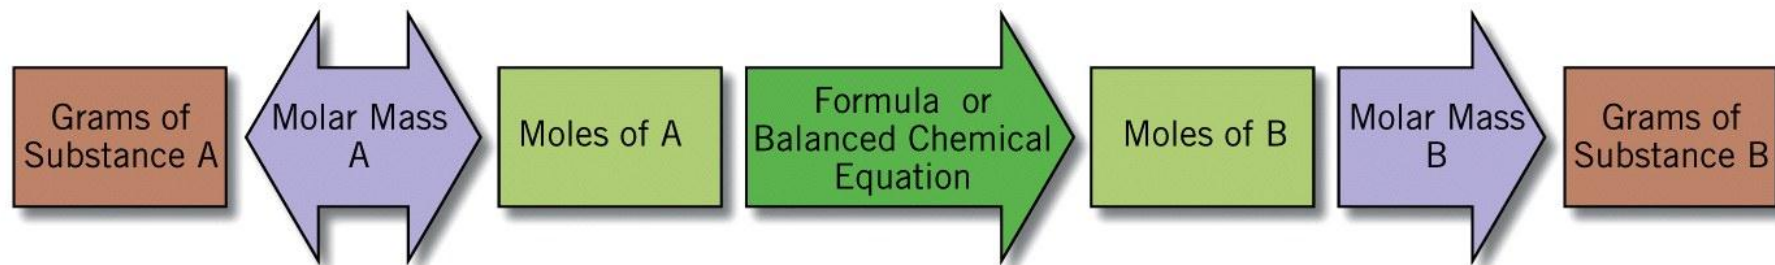 Grams of
Substance A
Molar Mass
A
Moles of A
Formula or
Balanced Chemical
Equation
Moles of B
Molar Mass
B
Grams of
Substance B